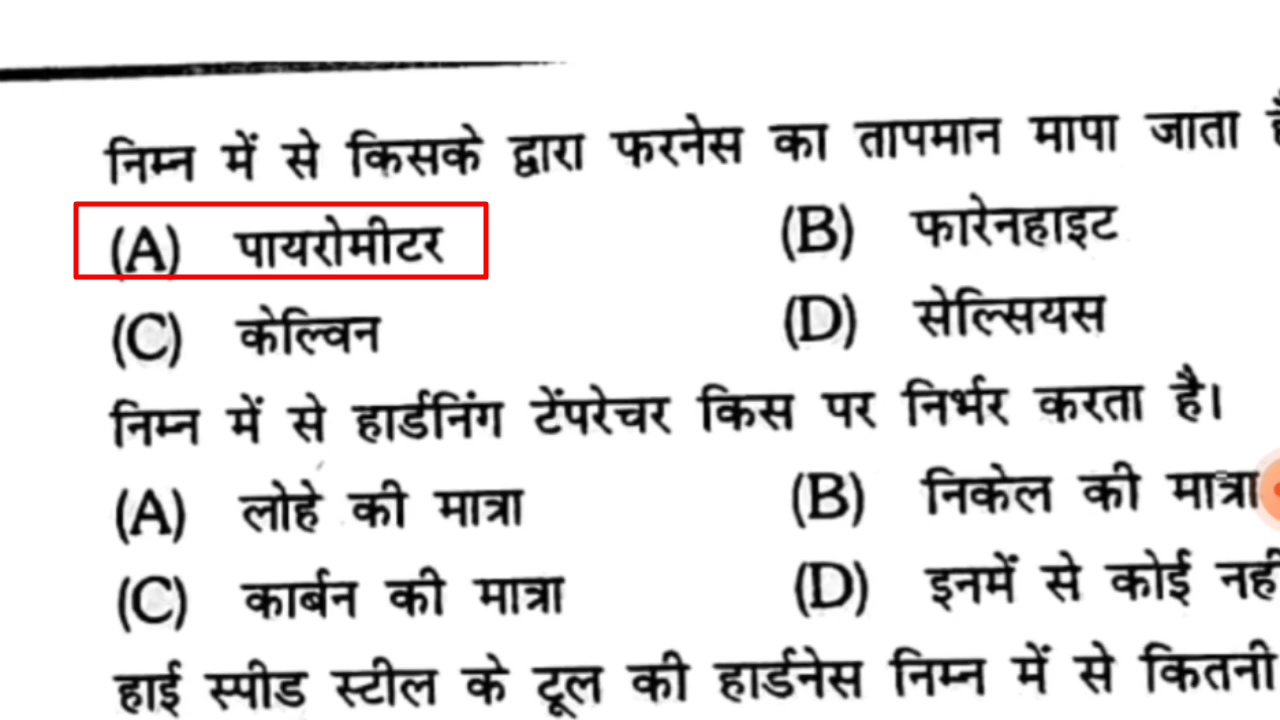 निम्न में से किसके द्वारा फरनेस का तापमान मापा जाता
(A) पायरोमीटर (B) फारेनहाइट
(C) केल्विन (D) सेल्सियस
निम्न में से हार्डनिंग टेंपरेचर किस पर निर्भर करता है।
(A) लोहे की मात्रा (B) निकेल की मात्रा
(C) कार्बन की मात्रा (D) इनमें से कोई
हाई स्पीड स्टील के टूल की हार्डनेस निम्न में से कितनी